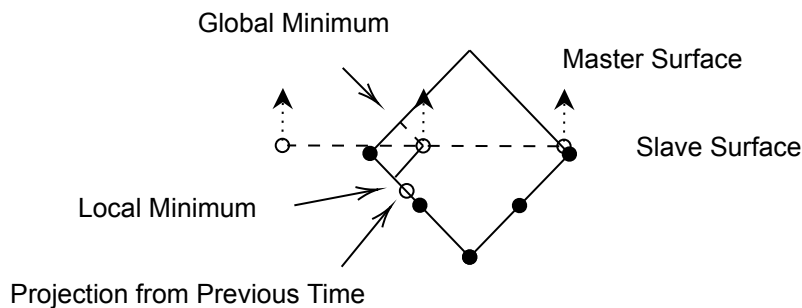 Global Minimum
Master Surface
Slave Surface
Local Minimum
Projection from Previous Time